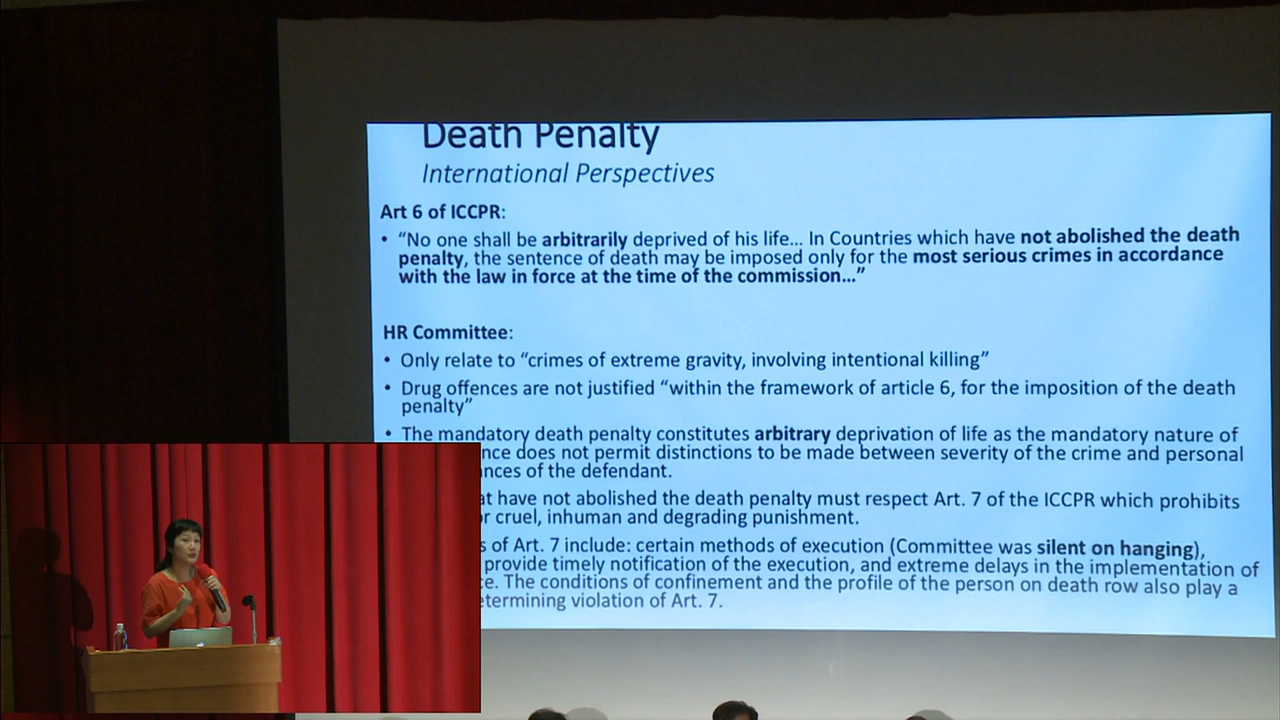 Death Penalty
International Perspectives
Art 6 of ICCPR:
• “No one shall be arbitrarily deprived of his life... In Countries which have not abolished the death
penalty, the sentence of death may be imposed only for the most serious crimes in accordance
with the law in force at the time of the commission...”
HR Committee:
• Only relate to “crimes of extreme gravity, involving intentional killing”
• Drug offences are not justified “within the framework of article 6, for the imposition of the death
penalty”
• The mandatory death penalty constitutes arbitrary deprivation of life as the mandatory nature of
does not permit distinctions to be made between severity of the crime and personal
of the defendant.
have not abolished the death penalty must respect Art. 7 of the ICCPR which prohibits
cruel, inhuman and degrading punishment.
of Art. 7 include: certain methods of execution (Committee was silent on hanging),
provide timely notification of the execution, and extreme delays in the implementation of
The conditions of confinement and the profile of the person on death row also play a
violation of Art. 7.